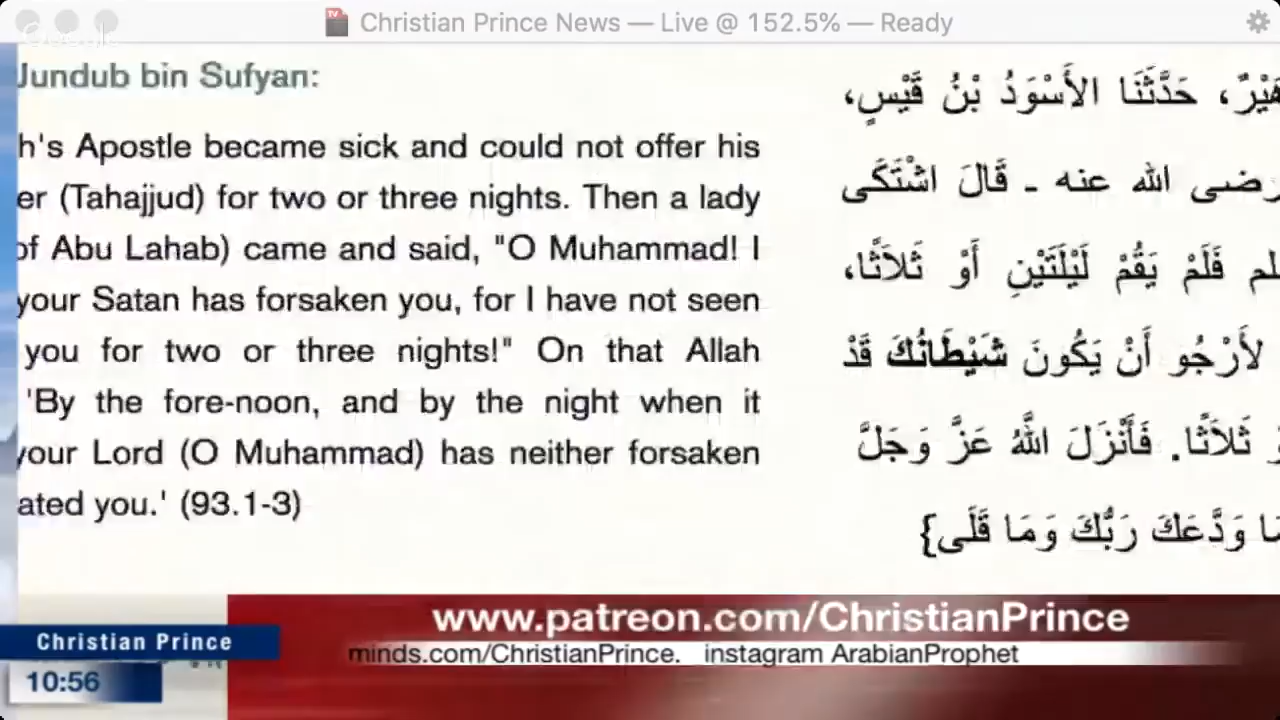 Christian Prince News — Live @ 152.5% — Ready
Google
Jundub bin Sufyan:
h's Apostle became sick and could not offer his
er (Tahajjud) for two or three nights. Then a lady
of Abu Lahab) came and said, "O Muhammad! I
your Satan has forsaken you, for I have not seen
you for two or three nights!" On that Allah
'By the fore-noon, and by the night when it
your Lord (O Muhammad) has neither forsaken
ated you.' (93.1-3)
هَيْرٌ، حَدَّثَنَا الأَسْوَدُ بْنُ قَيْسٍ،
رضى الله عنه ـ قَالَ اشْتَكَى
لم فَلَمْ يَقُمْ لَيْلَتَيْنِ أَوْ ثَلاَثًا،
لأَرْجُو أَنْ يَكُونَ شَيْطَانُكَ قَدْ
ثَلاَثًا. فَأَنْزَلَ اللَّهُ عَزَّ وَجَلَّ
مَا وَدَّعَكَ رَبُّكَ وَمَا قَلَى}
www.patreon.com/ChristianPrince
Christian Prince
minds.com/ChristianPrince. instagram ArabianProphet
10:56